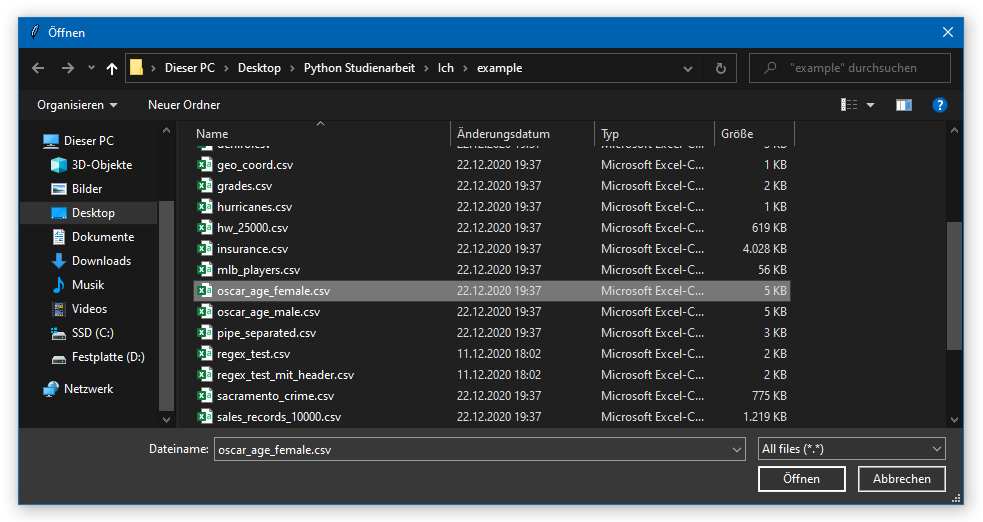 Öffnen
Dieser PC Desktop Python Studienarbeit Ich example "example" durchsuchen
Organisieren Neuer Ordner
Name Änderungsdatum Typ Größe
Dieser PC
3D-Objekte
Bilder
Desktop
Dokumente
Downloads
Musik
Videos
SSD (C:)
Festplatte (D:)
Netzwerk
geo_coord.csv 22.12.2020 19:37 Microsoft Excel-C... 1 KB
grades.csv 22.12.2020 19:37 Microsoft Excel-C... 2 KB
hurricanes.csv 22.12.2020 19:37 Microsoft Excel-C... 1 KB
hw_25000.csv 22.12.2020 19:37 Microsoft Excel-C... 619 KB
insurance.csv 22.12.2020 19:37 Microsoft Excel-C... 4.028 KB
mlb_players.csv 22.12.2020 19:37 Microsoft Excel-C... 56 KB
oscar_age_female.csv 22.12.2020 19:37 Microsoft Excel-C... 5 KB
oscar_age_male.csv 22.12.2020 19:37 Microsoft Excel-C... 5 KB
pipe_separated.csv 22.12.2020 19:37 Microsoft Excel-C... 3 KB
regex_test.csv 11.12.2020 18:02 Microsoft Excel-C... 2 KB
regex_test_mit_header.csv 11.12.2020 18:02 Microsoft Excel-C... 2 KB
sacramento_crime.csv 22.12.2020 19:37 Microsoft Excel-C... 775 KB
sales_records_10000.csv 22.12.2020 19:37 Microsoft Excel-C... 1.219 KB
Dateiname: oscar_age_female.csv All files (*.*)
Öffnen Abbrechen